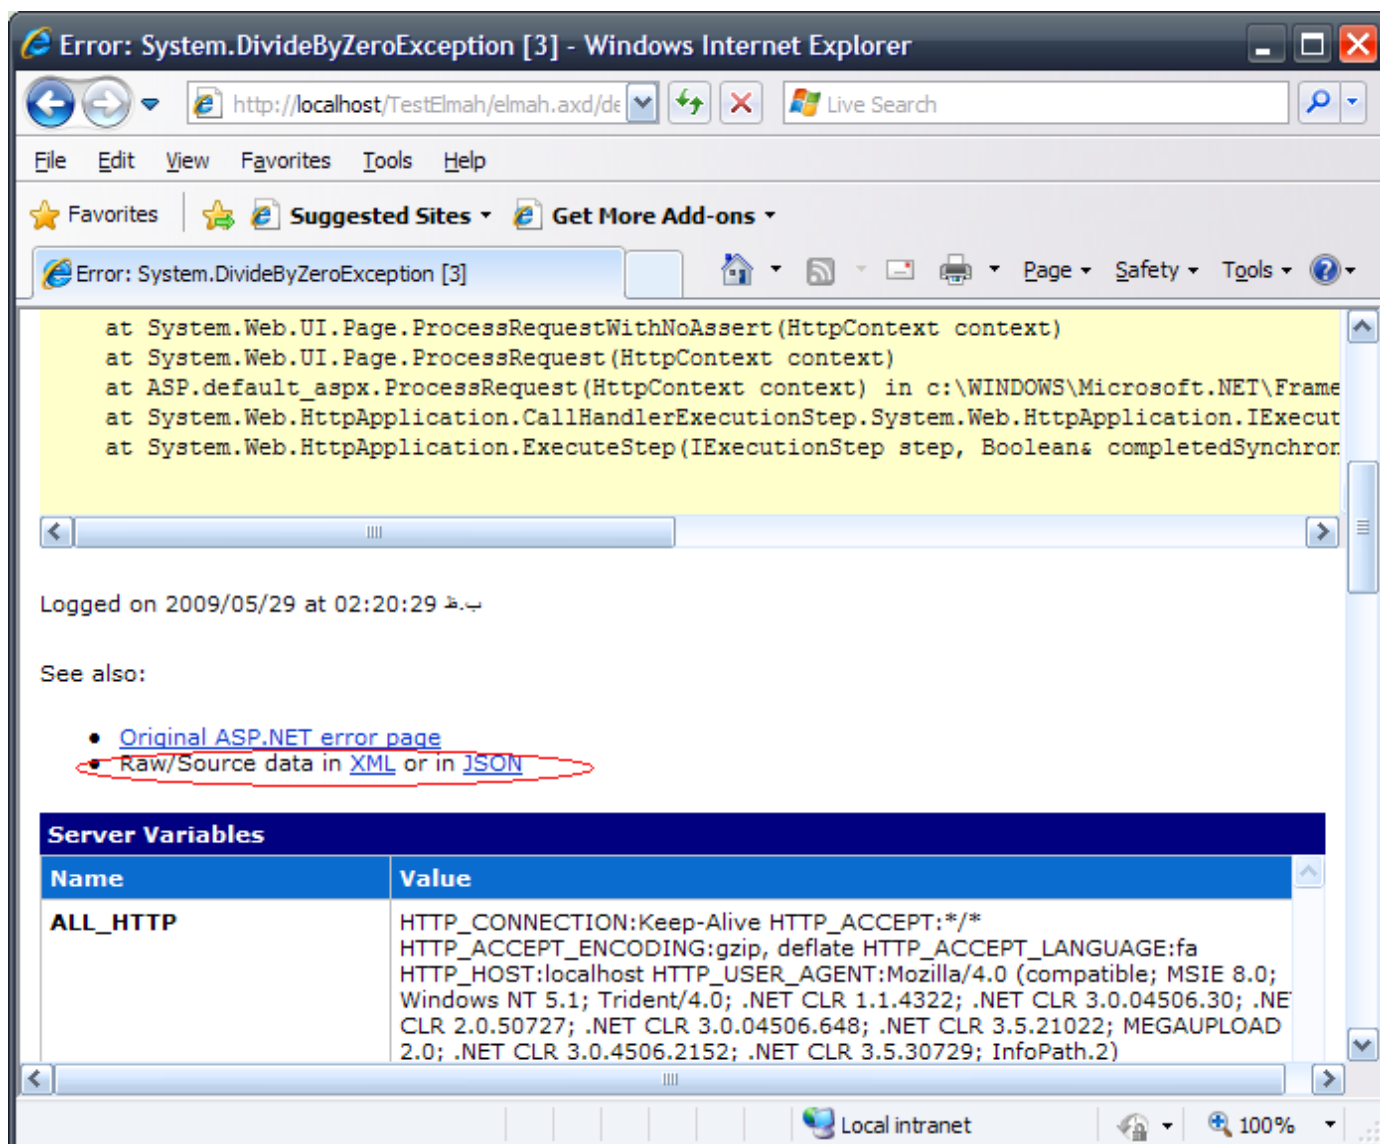 Error: System.DivideByZeroException [3] - Windows Internet Explorer
http://localhost/TestElmah/elmah.axd/de
Live Search
File Edit View Favorites Tools Help
Favorites Suggested Sites Get More Add-ons
Error: System.DivideByZeroException [3] Page Safety Tools
at System.Web.UI.Page.ProcessRequestWithNoAssert(HttpContext context)
at System.Web.UI.Page.ProcessRequest(HttpContext context)
at ASP.default_aspx.ProcessRequest(HttpContext context) in c:\WINDOWS\Microsoft.NET\Frame
at System.Web.HttpApplication.CallHandlerExecutionStep.System.Web.HttpApplication.IExecut
at System.Web.HttpApplication.ExecuteStep(IExecutionStep step, Boolean& completedSynchron
Logged on 2009/05/29 at 02:20:29 ب.ظ
See also:
• Original ASP.NET error page
• Raw/Source data in XML or in JSON
Server Variables
Name Value
ALL_HTTP HTTP_CONNECTION:Keep-Alive HTTP_ACCEPT:*/*
HTTP_ACCEPT_ENCODING:gzip, deflate HTTP_ACCEPT_LANGUAGE:fa
HTTP_HOST:localhost HTTP_USER_AGENT:Mozilla/4.0 (compatible; MSIE 8.0;
Windows NT 5.1; Trident/4.0; .NET CLR 1.1.4322; .NET CLR 3.0.04506.30; .NE
CLR 2.0.50727; .NET CLR 3.0.04506.648; .NET CLR 3.5.21022; MEGAUPLOAD
2.0; .NET CLR 3.0.4506.2152; .NET CLR 3.5.30729; InfoPath.2)
Local intranet 100%